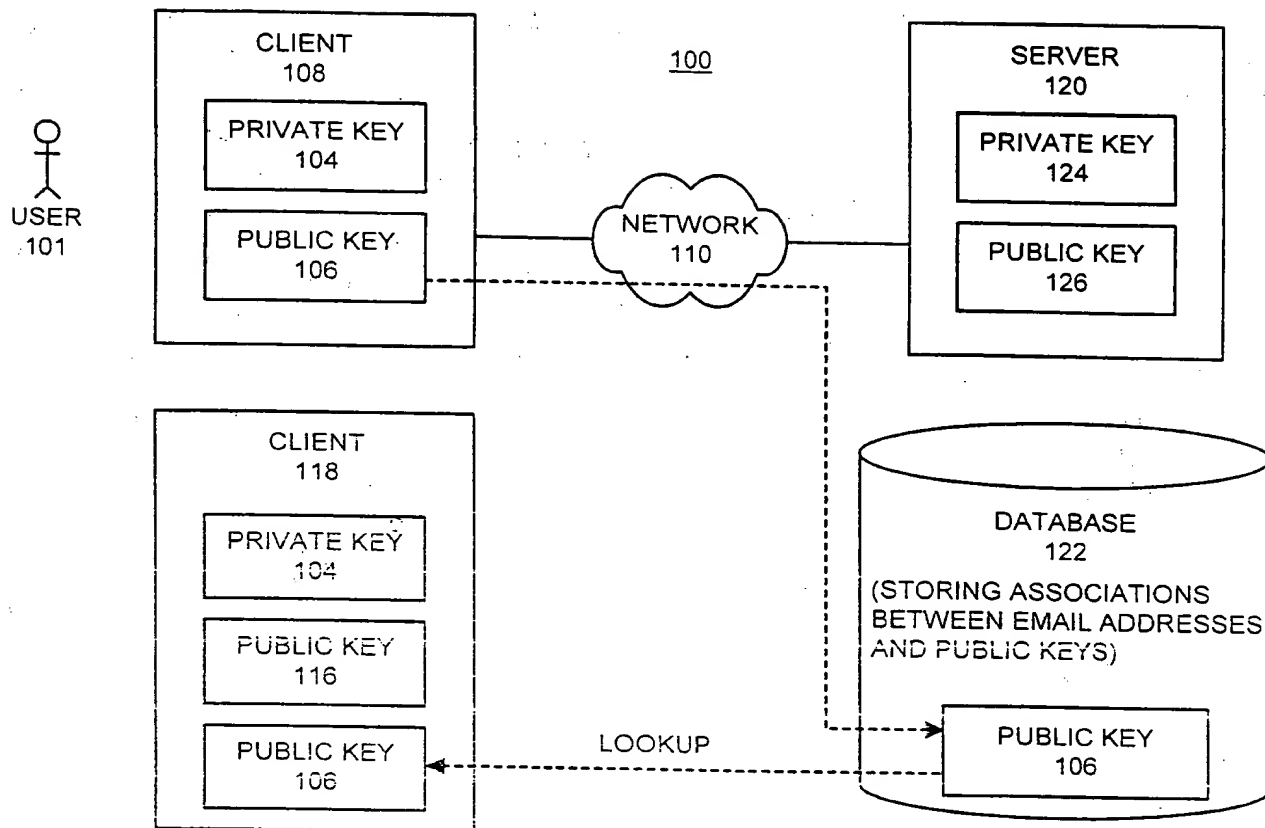 CLIENT
108
PRIVATE KEY
104
PUBLIC KEY
106
USER
101
100
NETWORK
110
SERVER
120
PRIVATE KEY
124
PUBLIC KEY
126
CLIENT
118
PRIVATE KEY
104
PUBLIC KEY
116
PUBLIC KEY
106
LOOKUP
DATABASE
122
(STORING ASSOCIATIONS
BETWEEN EMAIL ADDRESSES
AND PUBLIC KEYS)
PUBLIC KEY
106